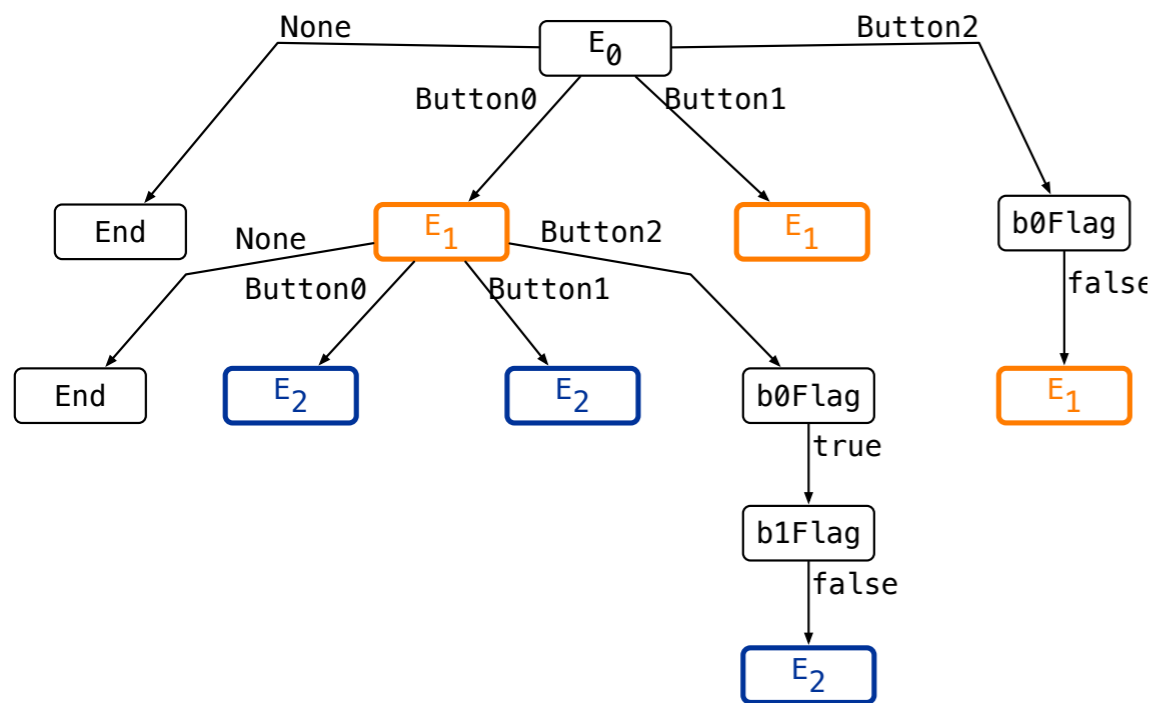 None
E0
Button2
Button0
Button1
End
E1
E1
b0Flag
None
Button2
Button0
Button1
false
End
E2
E2
b0Flag
E1
true
b1Flag
false
E2